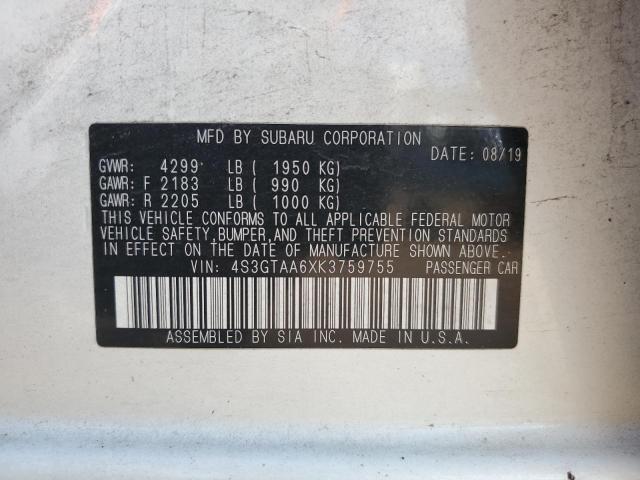 MFD BY SUBARU CORPORATION
DATE: 08/19
GVWR: 4299 LB ( 1950 KG)
GAWR: F 2183 LB ( 990 KG)
GAWR: R 2205 LB ( 1000 KG)
THIS VEHICLE CONFORMS TO ALL APPLICABLE FEDERAL MOTOR
VEHICLE SAFETY, BUMPER, AND THEFT PREVENTION STANDARDS
IN EFFECT ON THE DATE OF MANUFACTURE SHOWN ABOVE.
VIN: 4S3GTAA6XK3759755 PASSENGER CAR
ASSEMBLED BY SIA INC. MADE IN U.S.A.